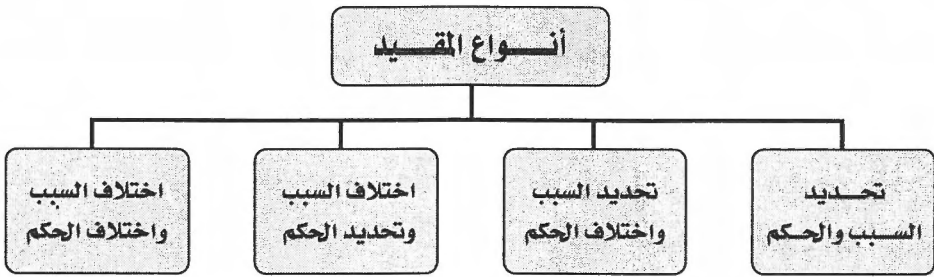 أنواع المقيد
تحديد
السبب والحكم
تحديد السبب
واختلاف الحكم
اختلاف السبب
وتحديد الحكم
اختلاف السبب
واختلاف الحكم